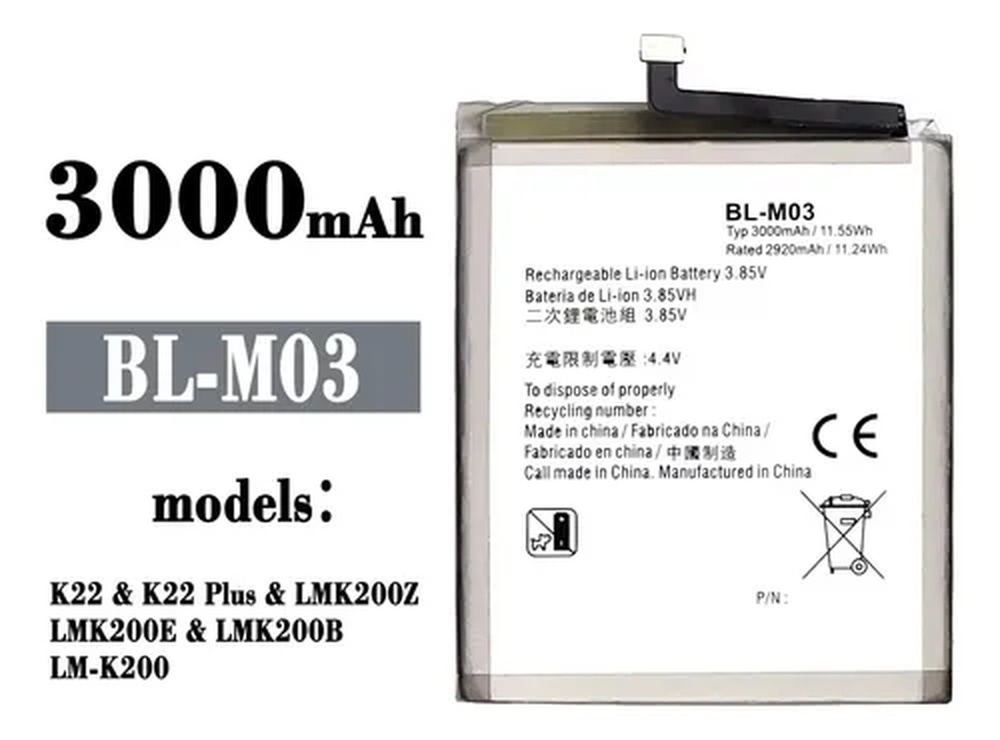 3000mAh
BL-M03
models:
K22 & K22 Plus & LMK200Z
LMK200E & LMK200B
LM-K200
BL-M03
Typ 3000mAh / 11.55Wh
Rated 2920mAh / 11.24Wh
Rechargeable Li-ion Battery 3.85V
Bateria de Li-ion 3.85VH
二次鋰電池組 3.85V
充電限制電壓 :4.4V
To dispose of properly
Recycling number :
Made in china / Fabricado na China /
Fabricado en china / 中國制造
Call made in China. Manufactured in China
CE
P/N :